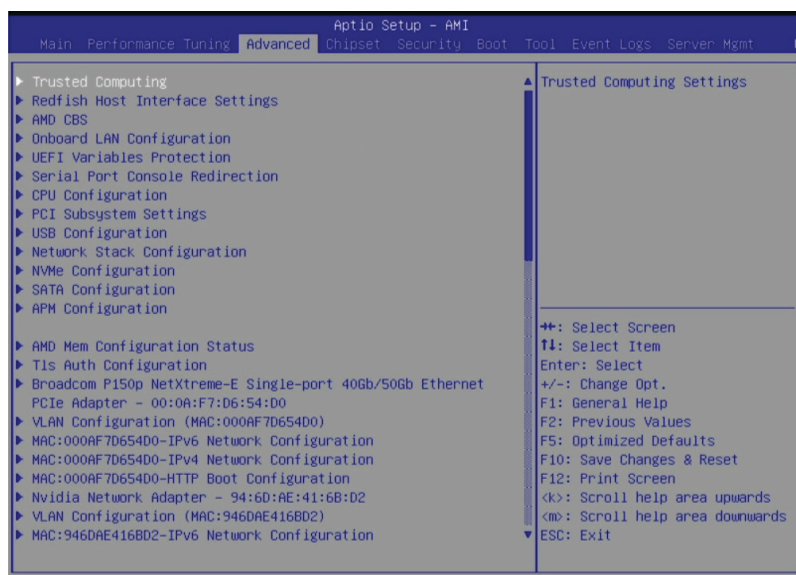 Aptio Setup - AMI
Main Performance Tuning Advanced Chipset Security Boot Tool Event Logs Server Mgmt
Trusted Computing
Redfish Host Interface Settings
AMD CBS
Onboard LAN Configuration
UEFI Variables Protection
Serial Port Console Redirection
CPU Configuration
PCI Subsystem Settings
USB Configuration
Network Stack Configuration
NVMe Configuration
SATA Configuration
APM Configuration
AMD Mem Configuration Status
Tls Auth Configuration
Broadcom P150p NetXtreme-E Single-port 40Gb/50Gb Ethernet
PCIe Adapter - 00:0A:F7:D6:54:D0
VLAN Configuration (MAC:000AF7D654D0)
MAC:000AF7D654D0-IPv6 Network Configuration
MAC:000AF7D654D0-IPv4 Network Configuration
MAC:000AF7D654D0-HTTP Boot Configuration
Nvidia Network Adapter - 94:6D:AE:41:6B:D2
VLAN Configuration (MAC:946DAE416BD2)
MAC:946DAE416BD2-IPv6 Network Configuration
Trusted Computing Settings
→←: Select Screen
↑↓: Select Item
Enter: Select
+/-: Change Opt.
F1: General Help
F2: Previous Values
F5: Optimized Defaults
F10: Save Changes & Reset
F12: Print Screen
<k>: Scroll help area upwards
<m>: Scroll help area downwards
ESC: Exit